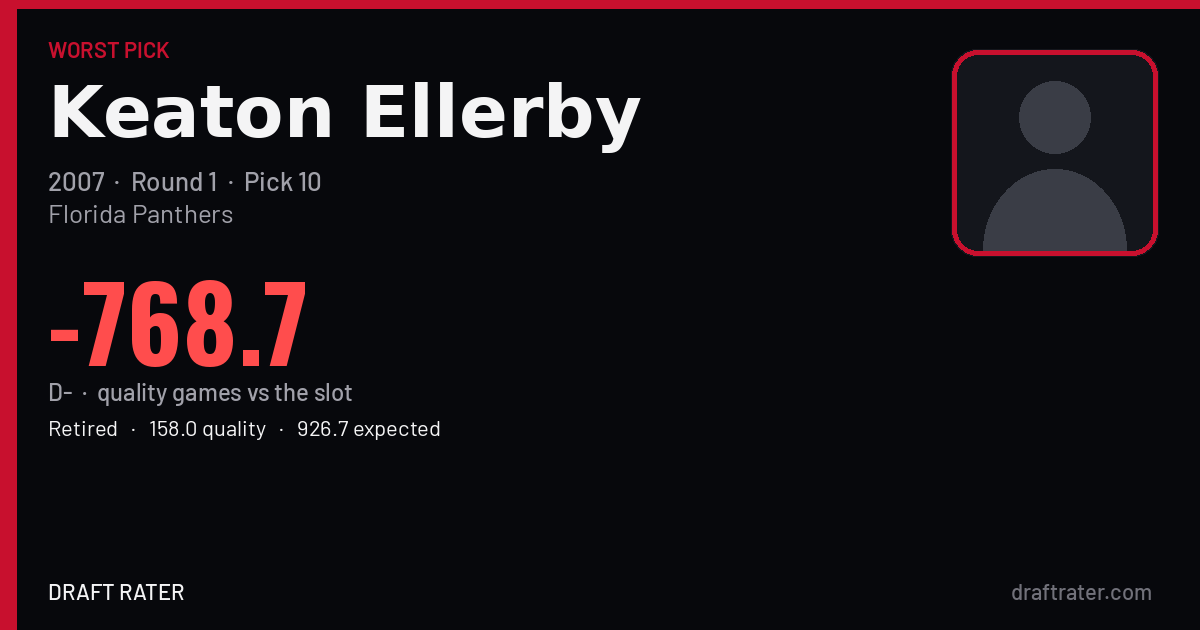 WORST PICK
Keaton Ellerby
2007 · Round 1 · Pick 10
Florida Panthers
-768.7
D- · quality games vs the slot
Retired · 158.0 quality · 926.7 expected
DRAFT RATER
draftrater.com